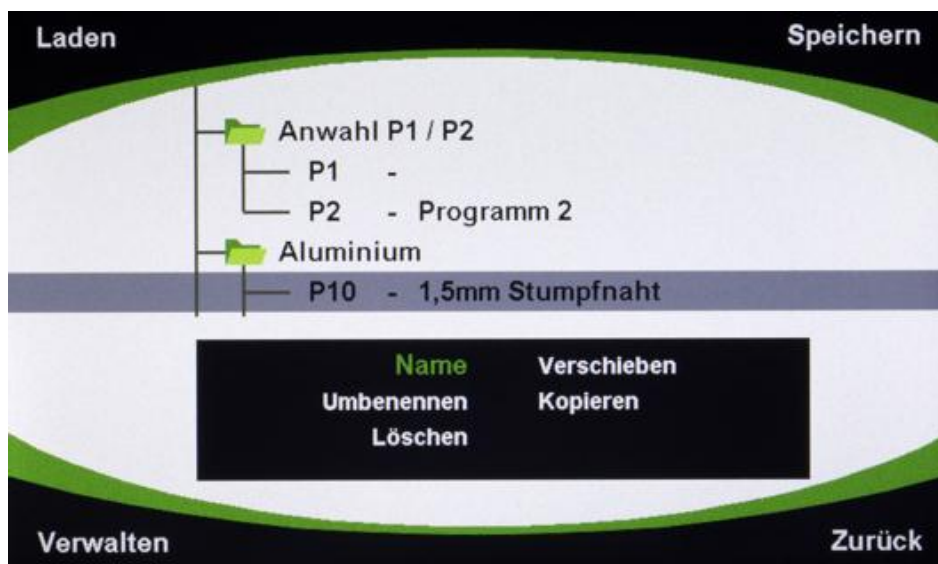 Laden
Speichern
Anwahl P1 / P2
P1 -
P2 - Programm 2
Aluminium
P10 - 1,5mm Stumpfnaht
Name Verschieben
Umbenennen Kopieren
Löschen
Verwalten
Zurück